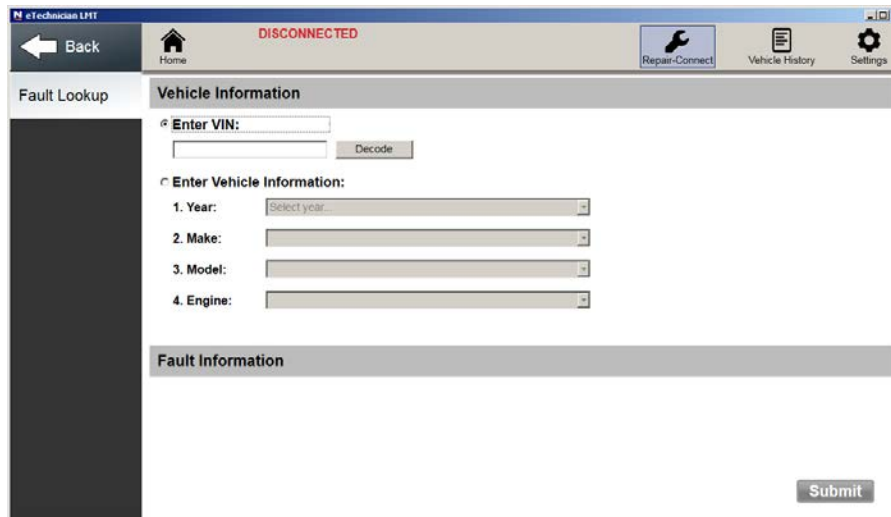 N eTechnician LMT
Back
Home
DISCONNECTED
Repair-Connect
Vehicle History
Settings
Fault Lookup
Vehicle Information
Enter VIN:
Decode
Enter Vehicle Information:
1. Year: Select year...
2. Make:
3. Model:
4. Engine:
Fault Information
Submit